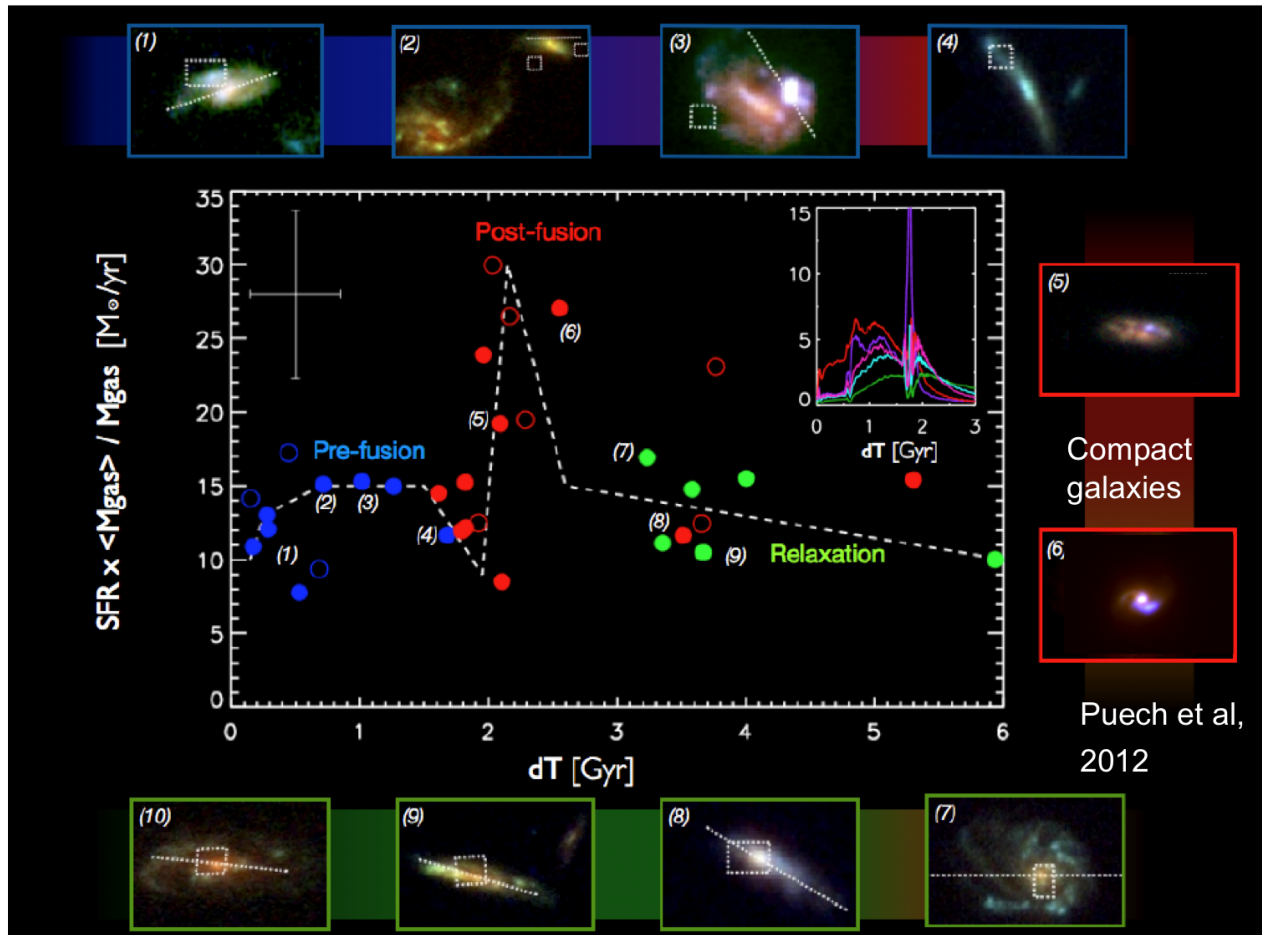 (1)
(2)
(3)
(4)
SFR x <Mgas> / Mgas [M☉/yr]
35
30
25
20
15
10
5
0
Post-fusion
Pre-fusion
Relaxation
(1)
(2)
(3)
(4)
(5)
(6)
(7)
(8)
(9)
15
10
5
0
0 1 2 3
dT [Gyr]
0 1 2 3 4 5 6
dT [Gyr]
(5)
Compact
galaxies
(6)
Puech et al,
2012
(10)
(9)
(8)
(7)